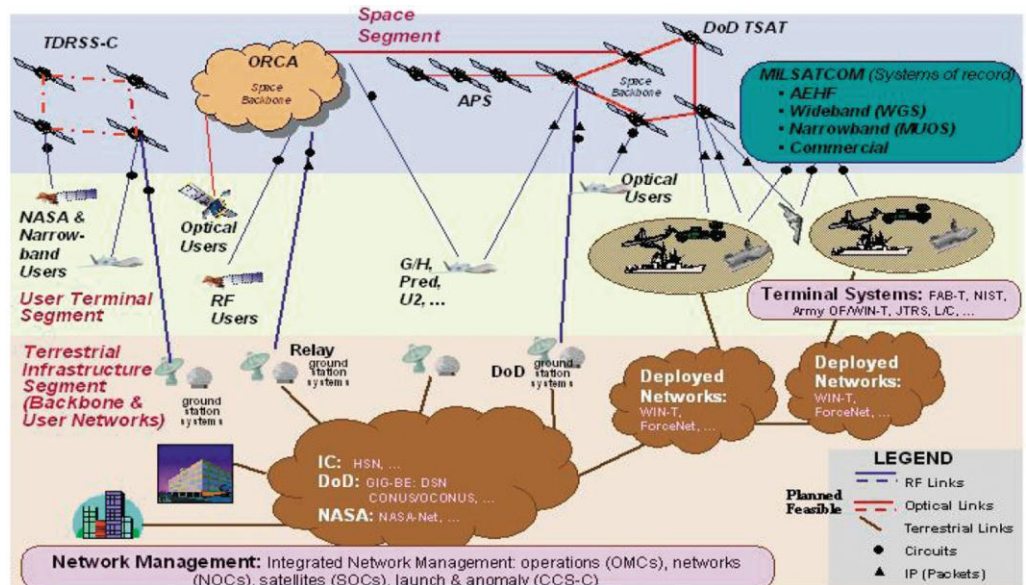 TDRSS-C
ORCA
Space
Backbone
Space
Segment
APS
Space
Backbone
DoD TSAT
MILSATCOM (Systems of record)
▪ AEHF
▪ Wideband (WGS)
▪ Narrowband (MUOS)
▪ Commercial
NASA &
Narrow-
band
Users
Optical
Users
RF
Users
G/H,
Pred,
U2, ...
Optical
Users
User Terminal
Segment
Terminal Systems: FAB-T, NIST,
Army OF/WIN-T, JTRS, L/C, ...
Terrestrial
Infrastructure
Segment
(Backbone &
User Networks)
ground
station
systems
Relay
ground
station
systems
DoD
ground
station
systems
Deployed
Networks:
WIN-T,
ForceNet, ...
Deployed
Networks:
WIN-T,
ForceNet, ...
IC: HSN, ...
DoD: GIG-BE: DSN
CONUS/OCONUS, ...
NASA: NASA-Net, ...
LEGEND
Planned
Feasible
RF Links
Optical Links
Terrestrial Links
Circuits
IP (Packets)
Network Management: Integrated Network Management: operations (OMCs), networks
(NOCs), satellites (SOCs), launch & anomaly (CCS-C)